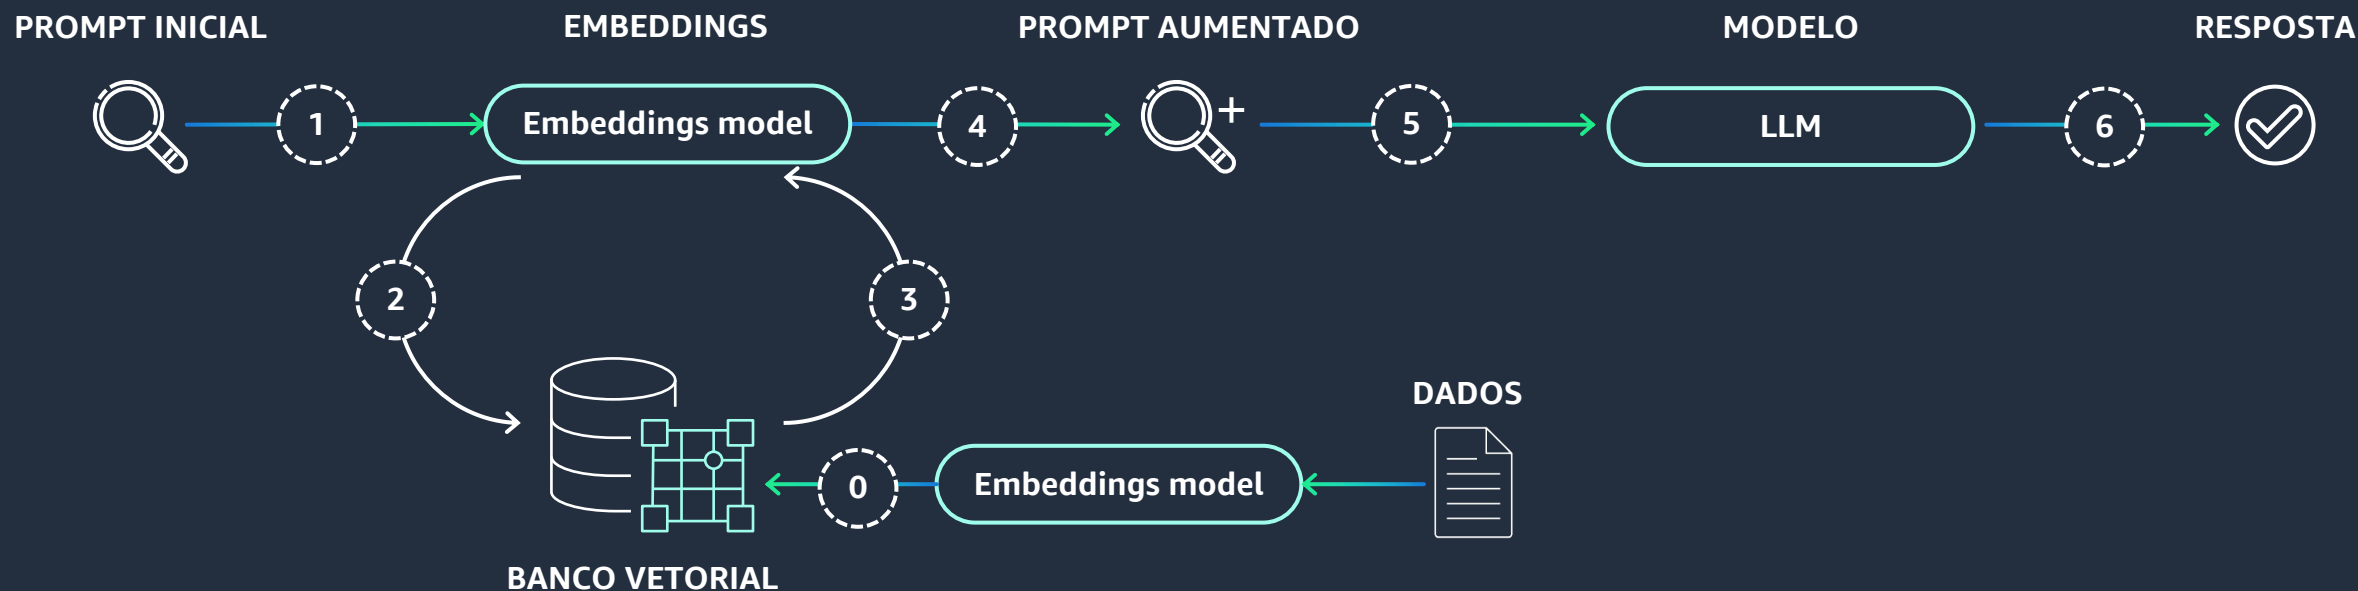 PROMPT INICIAL
EMBEDDINGS
PROMPT AUMENTADO
MODELO
RESPOSTA
1
Embeddings model
4
+
5
LLM
6
2
3
DADOS
0
Embeddings model
BANCO VETORIAL